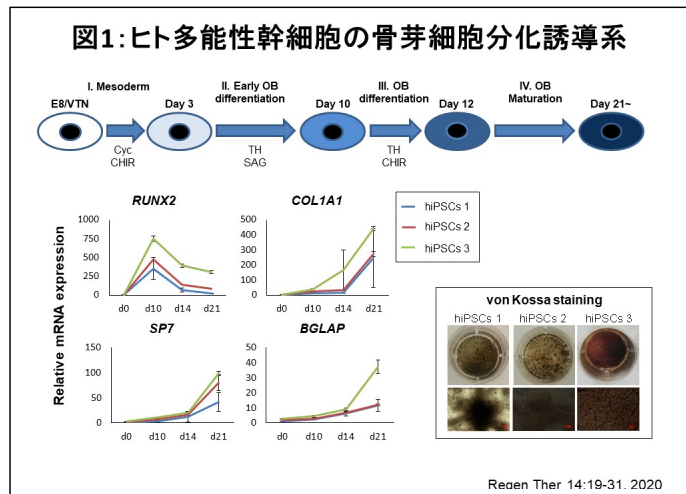 図1:ヒト多能性幹細胞の骨芽細胞分化誘導系
I. Mesoderm
II. Early OB
differentiation
III. OB
differentiation
IV. OB
Maturation
E8/VTN
Day 3
Day 10
Day 12
Day 21~
Cyc
CHIR
TH
SAG
TH
CHIR
Relative mRNA expression
RUNX2
1000
750
500
250
0
d0 d10 d14 d21
COL1A1
500
400
300
200
100
0
d0 d10 d14 d21
hiPSCs 1
hiPSCs 2
hiPSCs 3
SP7
150
100
50
0
d0 d10 d14 d21
BGLAP
50
40
30
20
10
0
d0 d10 d14 d21
von Kossa staining
hiPSCs 1 hiPSCs 2 hiPSCs 3
Regen Ther 14:19-31, 2020